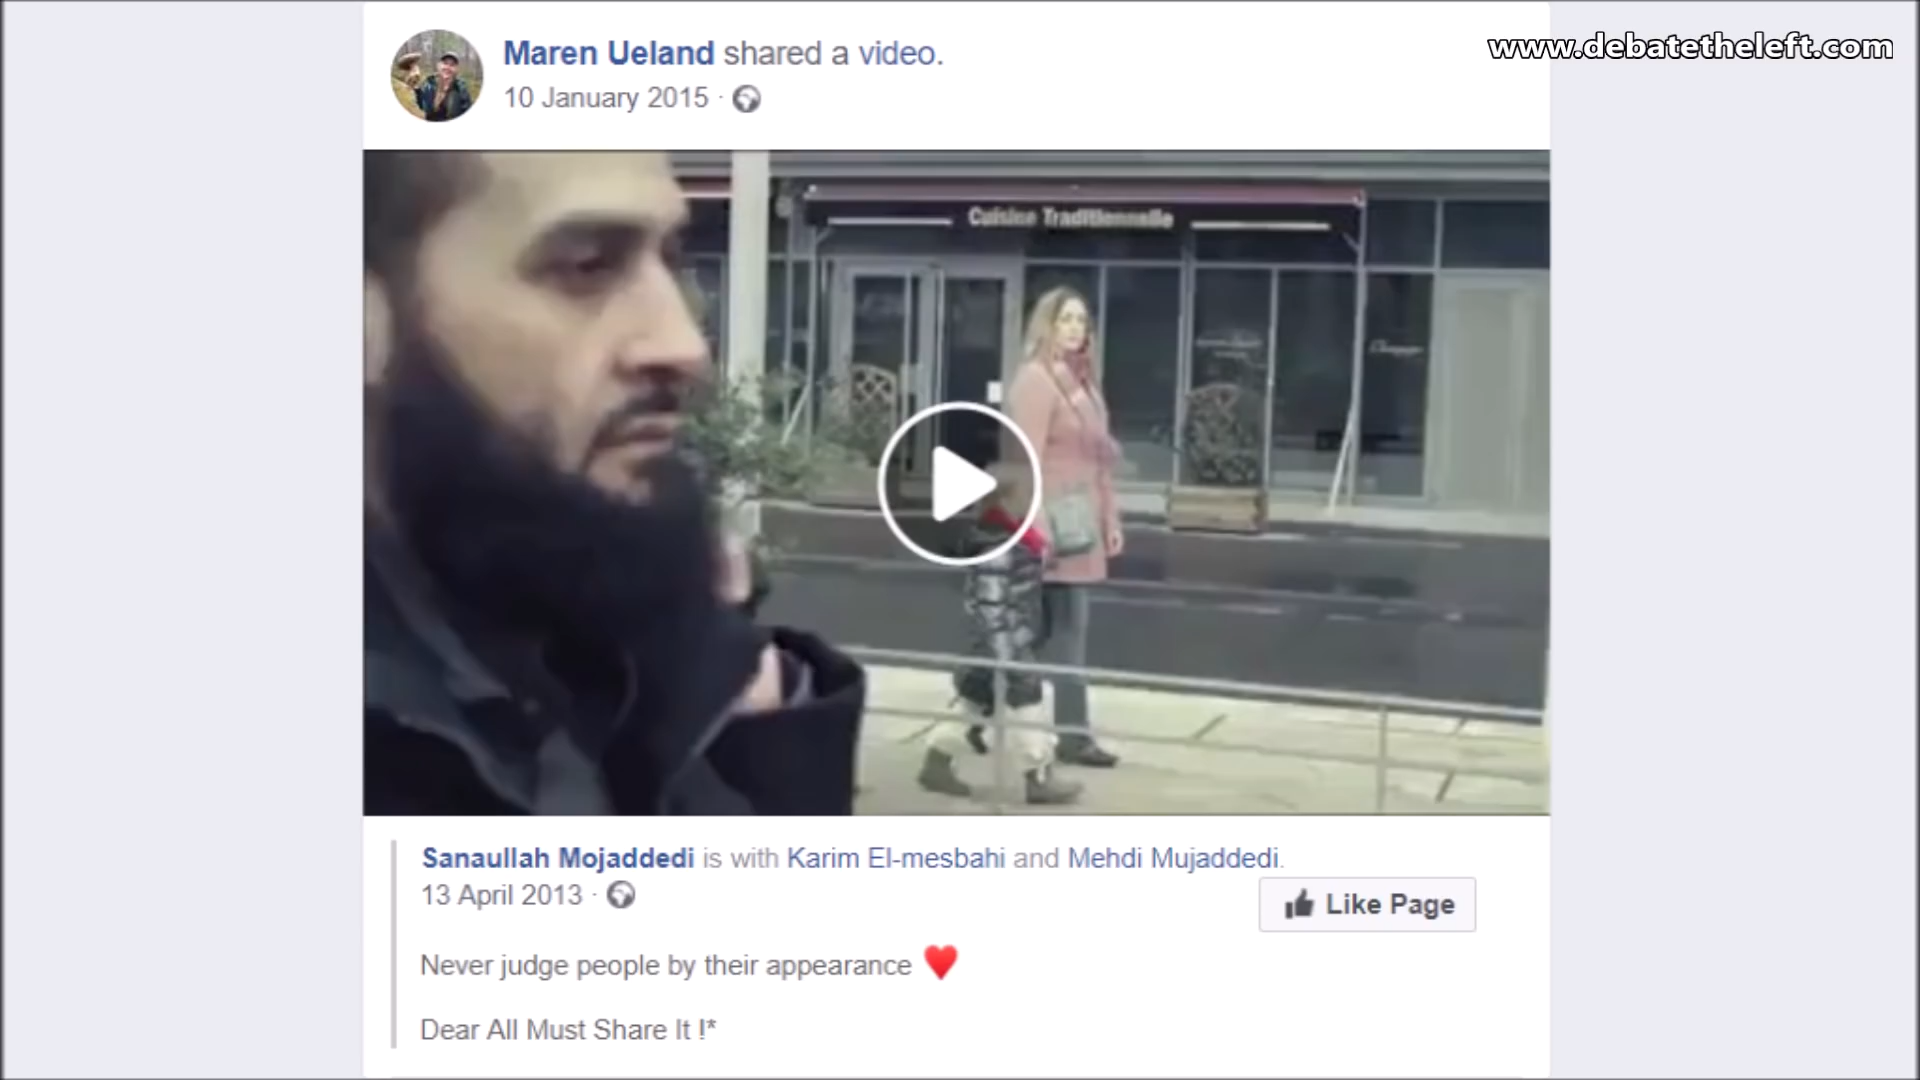 Maren Ueland shared a video.
www.debatetheleft.com
10 January 2015 ·
Cuisine Traditionnelle
Sanaullah Mojaddedi is with Karim El-mesbahi and Mehdi Mujaddedi.
13 April 2013 ·
Like Page
Never judge people by their appearance ♥
Dear All Must Share It !*